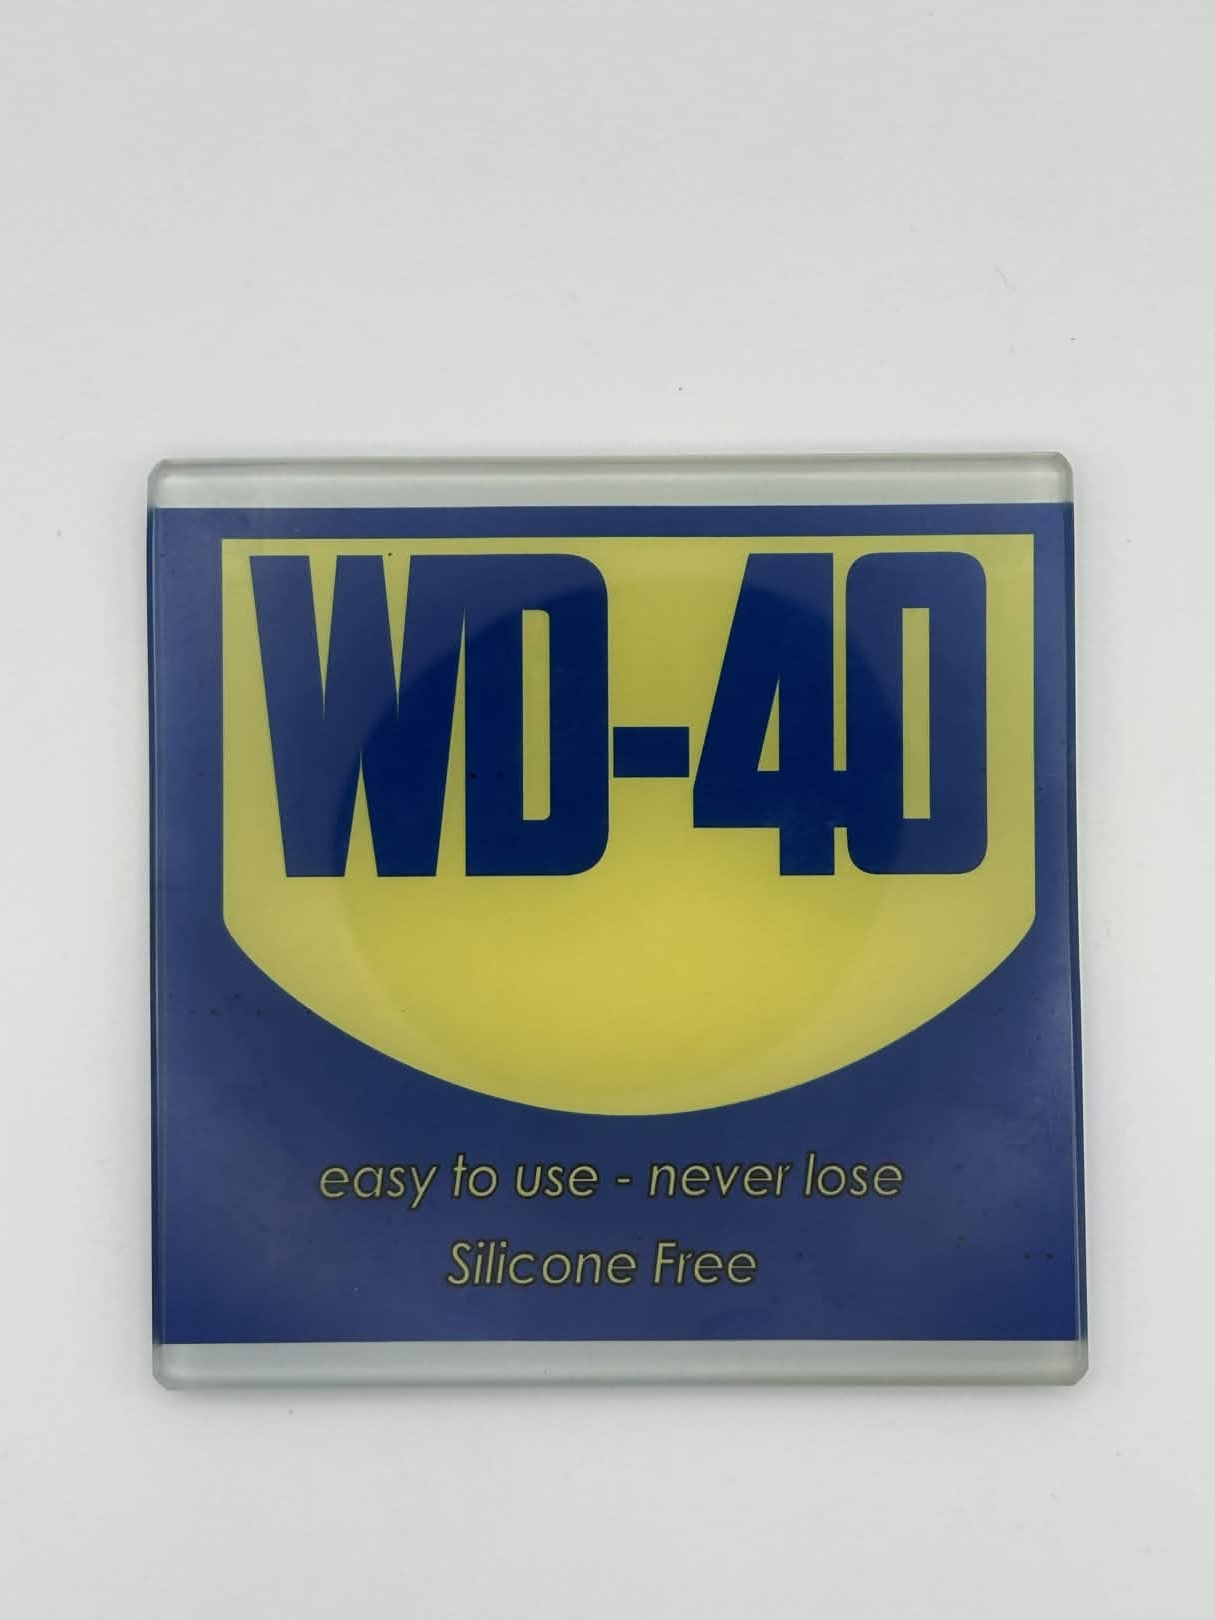 WD-40
easy to use - never lose
Silicone Free